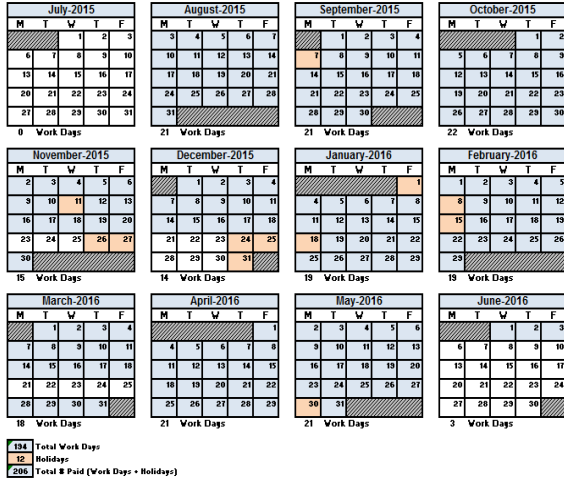 July-2015
M T W T F
1 2 3
6 7 8 9 10
13 14 15 16 17
20 21 22 23 24
27 28 29 30 31
0 Work Days
August-2015
M T W T F
3 4 5 6 7
10 11 12 13 14
17 18 19 20 21
24 25 26 27 28
31
21 Work Days
September-2015
M T W T F
1 2 3 4
7 8 9 10 11
14 15 16 17 18
21 22 23 24 25
28 29 30
21 Work Days
October-2015
M T W T F
1 2
5 6 7 8 9
12 13 14 15 16
19 20 21 22 23
26 27 28 29 30
22 Work Days
November-2015
M T W T F
2 3 4 5 6
9 10 11 12 13
16 17 18 19 20
23 24 25 26 27
30
15 Work Days
December-2015
M T W T F
1 2 3 4
7 8 9 10 11
14 15 16 17 18
21 22 23 24 25
28 29 30 31
14 Work Days
January-2016
M T W T F
1
4 5 6 7 8
11 12 13 14 15
18 19 20 21 22
25 26 27 28 29
19 Work Days
February-2016
M T W T F
1 2 3 4 5
8 9 10 11 12
15 16 17 18 19
22 23 24 25 26
29
19 Work Days
March-2016
M T W T F
1 2 3 4
7 8 9 10 11
14 15 16 17 18
21 22 23 24 25
28 29 30 31
18 Work Days
April-2016
M T W T F
1
4 5 6 7 8
11 12 13 14 15
18 19 20 21 22
25 26 27 28 29
21 Work Days
May-2016
M T W T F
2 3 4 5 6
9 10 11 12 13
16 17 18 19 20
23 24 25 26 27
30 31
21 Work Days
June-2016
M T W T F
1 2 3
6 7 8 9 10
13 14 15 16 17
20 21 22 23 24
27 28 29 30
3 Work Days
194 Total Work Days
12 Holidays
206 Total # Paid (Work Days + Holidays)